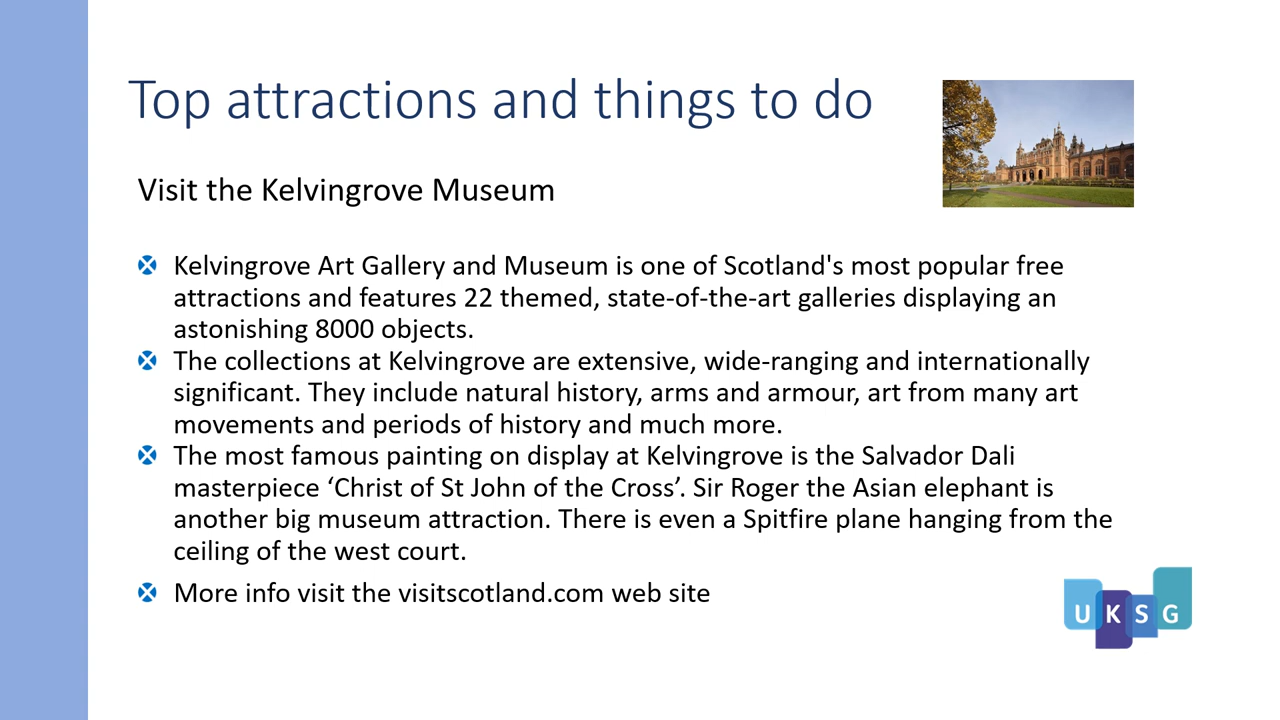 Top attractions and things to do
Visit the Kelvingrove Museum
Kelvingrove Art Gallery and Museum is one of Scotland's most popular free
attractions and features 22 themed, state-of-the-art galleries displaying an
astonishing 8000 objects.
The collections at Kelvingrove are extensive, wide-ranging and internationally
significant. They include natural history, arms and armour, art from many art
movements and periods of history and much more.
The most famous painting on display at Kelvingrove is the Salvador Dali
masterpiece ‘Christ of St John of the Cross’. Sir Roger the Asian elephant is
another big museum attraction. There is even a Spitfire plane hanging from the
ceiling of the west court.
More info visit the visitscotland.com web site
UKSG